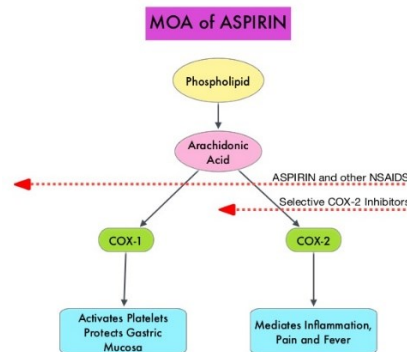 MOA of ASPIRIN
Phospholipid
Arachidonic
Acid
ASPIRIN and other NSAIDS
Selective COX-2 Inhibitors
COX-1
COX-2
Activates Platelets
Protects Gastric
Mucosa
Mediates Inflammation,
Pain and Fever